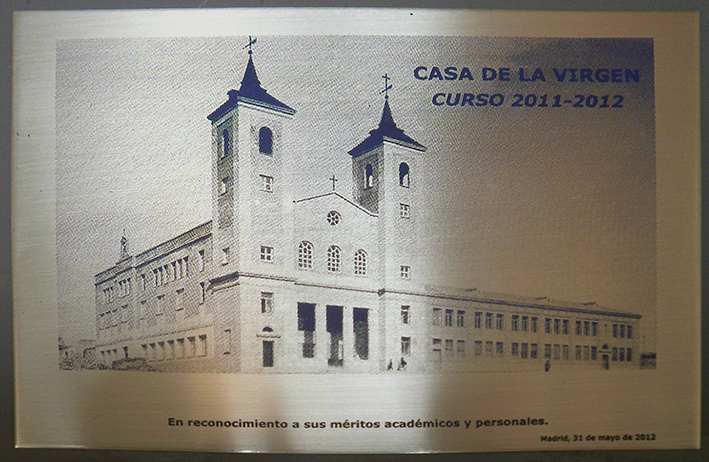 CASA DE LA VIRGEN
CURSO 2011-2012
En reconocimiento a sus méritos académicos y personales.
Madrid, 31 de mayo de 2012